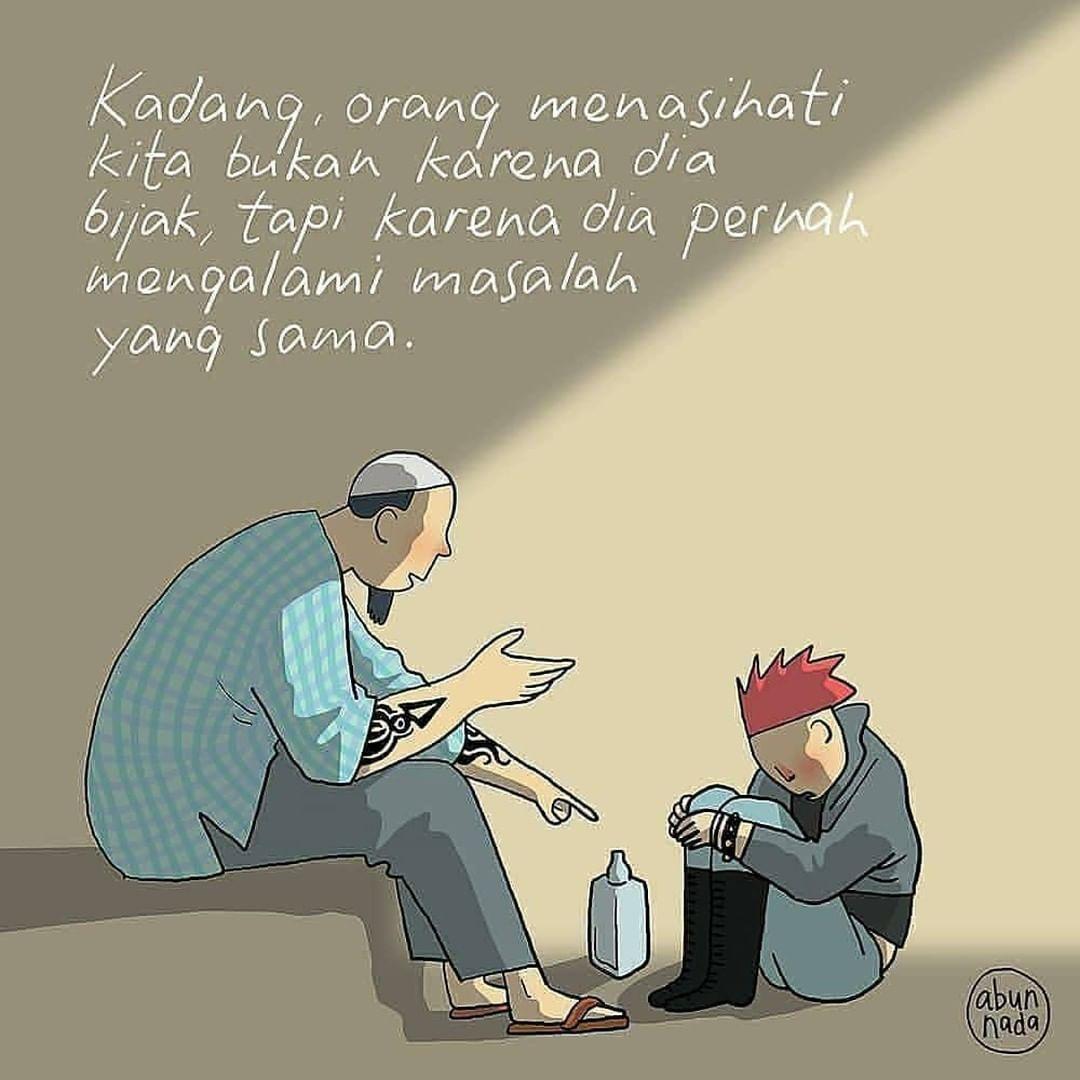 Kadang, orang menasihati
kita bukan karena dia
bijak, tapi karena dia pernah
mengalami masalah
yang sama.
abun
nada